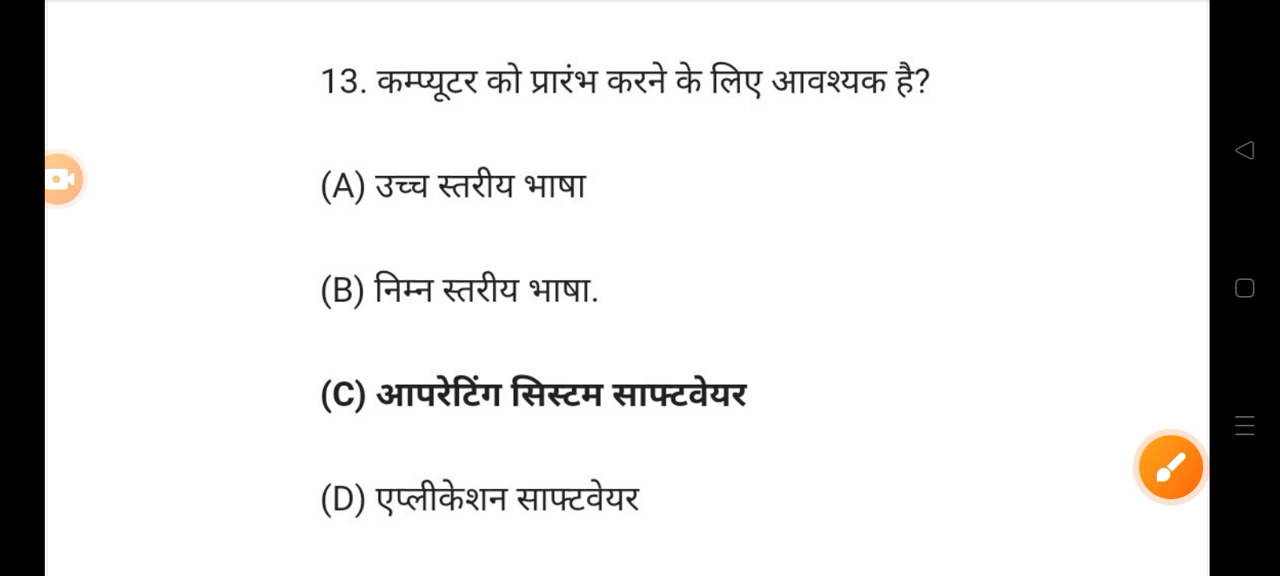 13. कम्प्यूटर को प्रारंभ करने के लिए आवश्यक है?
(A) उच्च स्तरीय भाषा
(B) निम्न स्तरीय भाषा.
(C) आपरेटिंग सिस्टम साफ्टवेयर
(D) एप्लीकेशन साफ्टवेयर